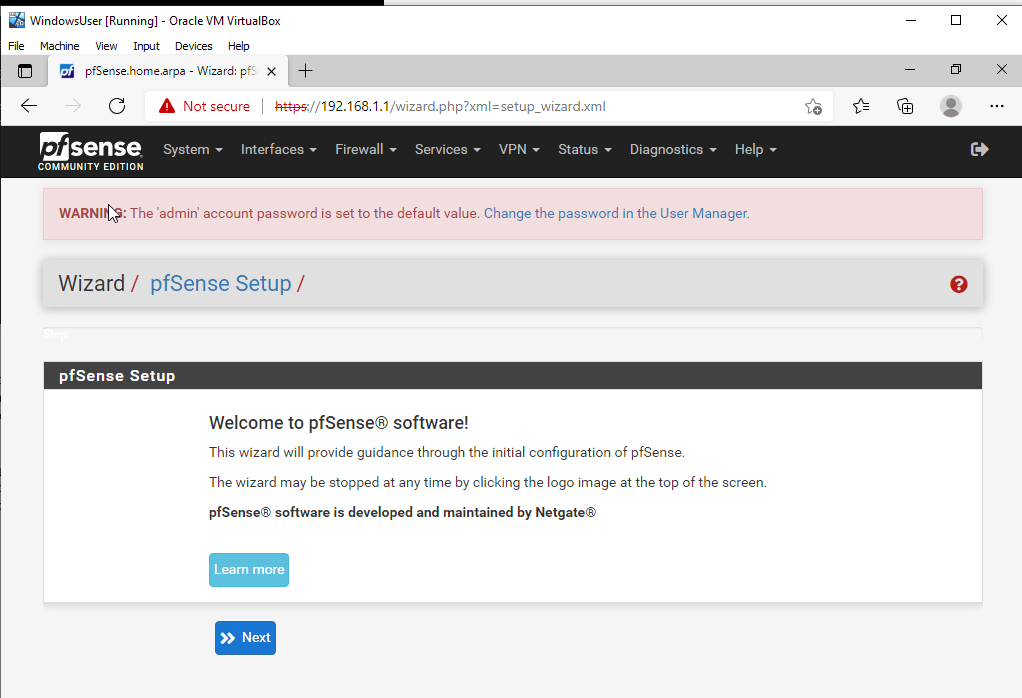 WindowsUser [Running] - Oracle VM VirtualBox
File Machine View Input Devices Help
pfSense.home.arpa - Wizard: pfS
Not secure | https://192.168.1.1/wizard.php?xml=setup_wizard.xml
pfsense
COMMUNITY EDITION
System Interfaces Firewall Services VPN Status Diagnostics Help
WARNING: The 'admin' account password is set to the default value. Change the password in the User Manager.
Wizard / pfSense Setup /
Step
pfSense Setup
Welcome to pfSense® software!
This wizard will provide guidance through the initial configuration of pfSense.
The wizard may be stopped at any time by clicking the logo image at the top of the screen.
pfSense® software is developed and maintained by Netgate®
Learn more
Next